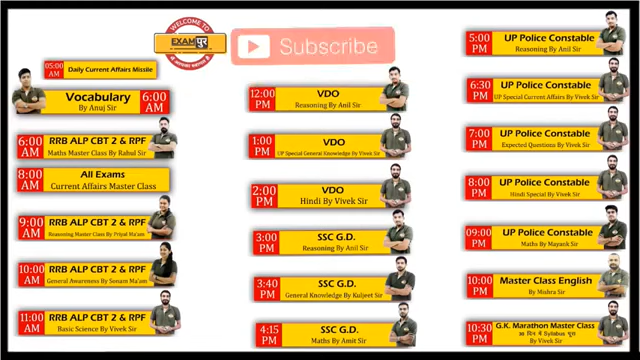 WELCOME TO
EXAMपुर
Subscribe
05:00 AM
Daily Current Affairs Missile
Vocabulary
By Anuj Sir
6:00 AM
6:00 AM
RRB ALP CBT 2 & RPF
Maths Master Class By Rahul Sir
8:00 AM
All Exams
Current Affairs Master Class
9:00 AM
RRB ALP CBT 2 & RPF
Reasoning Master Class By Priyal Ma'am
10:00 AM
RRB ALP CBT 2 & RPF
General Awareness By Sonam Ma'am
11:00 AM
RRB ALP CBT 2 & RPF
Basic Science By Vivek Sir
12:00 PM
VDO
Reasoning By Anil Sir
1:00 PM
VDO
UP Special General Knowledge By Vivek Sir
2:00 PM
VDO
Hindi By Vivek Sir
3:00 PM
SSC G.D.
Reasoning By Anil Sir
3:40 PM
SSC G.D.
General Knowledge By Kuljeet Sir
4:15 PM
SSC G.D.
Maths By Amit Sir
5:00 PM
UP Police Constable
Reasoning By Anil Sir
6:30 PM
UP Police Constable
UP Special Current Affairs By Vivek Sir
7:00 PM
UP Police Constable
Expected Questions By Vivek Sir
8:00 PM
UP Police Constable
Hindi Special By Vivek Sir
09:00 PM
UP Police Constable
Maths By Mayank Sir
10:00 PM
Master Class English
By Mishra Sir
10:30 PM
G.K. Marathon Master Class
30 दिन में Syllabus पूरा
By Vivek Sir